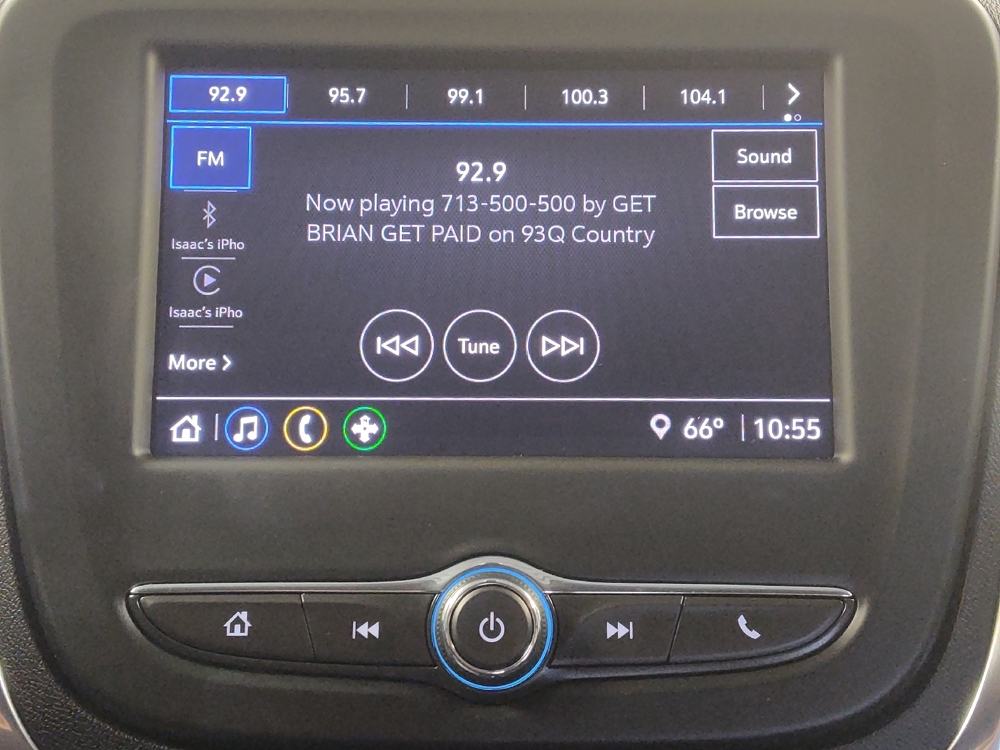 92.9 95.7 99.1 100.3 104.1
FM
Isaac's iPho
Isaac's iPho
More
92.9
Now playing 713-500-500 by GET
BRIAN GET PAID on 93Q Country
Tune
Sound
Browse
66° 10:55